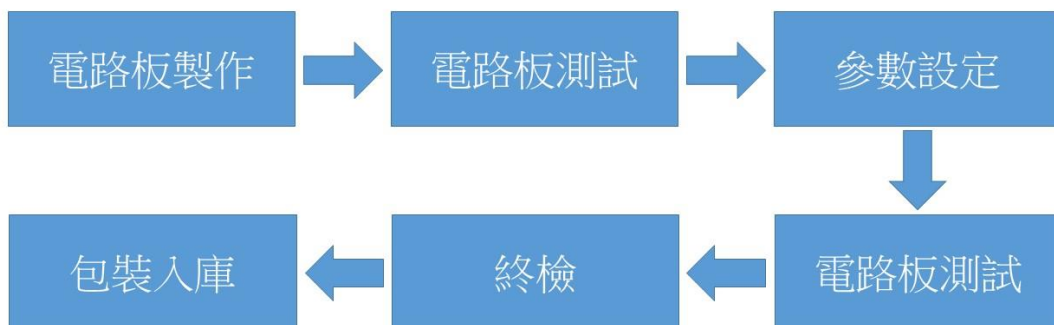 電路板製作
電路板測試
參數設定
電路板測試
終檢
包裝入庫